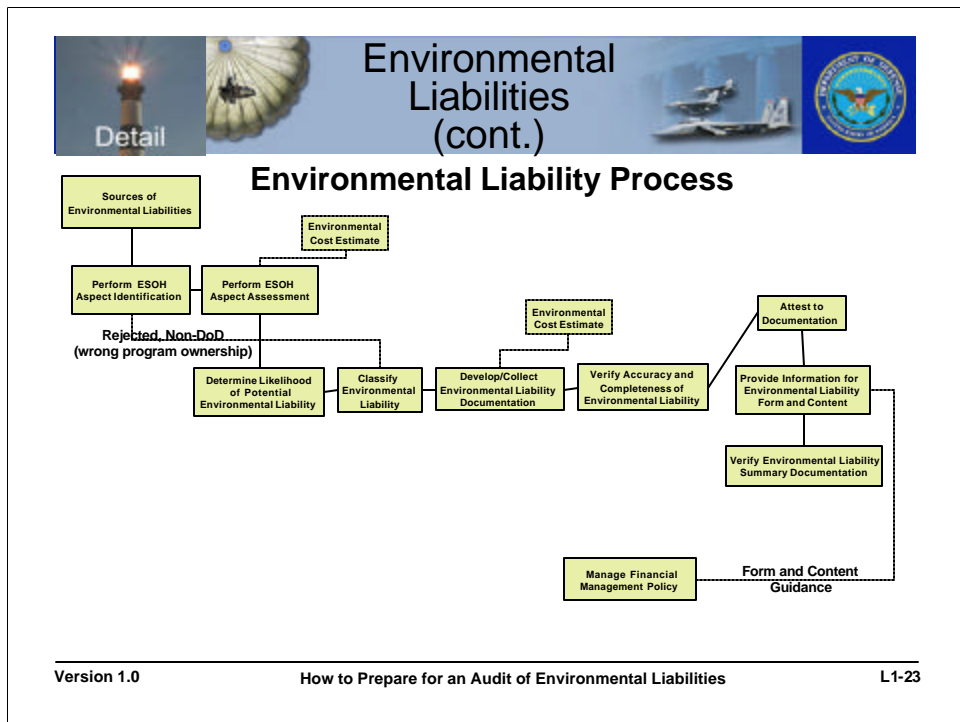 Detail
Environmental
Liabilities
(cont.)
Environmental Liability Process
Sources of
Environmental Liabilities
Environmental
Cost Estimate
Perform ESOH
Aspect Identification
Perform ESOH
Aspect Assessment
Rejected, Non-DoD
(wrong program ownership)
Environmental
Cost Estimate
Attest to
Documentation
Determine Likelihood
of Potential
Environmental Liability
Classify
Environmental
Liability
Develop/Collect
Environmental Liability
Documentation
Verify Accuracy and
Completeness of
Environmental Liability
Provide Information for
Environmental Liability
Form and Content
Verify Environmental Liability
Summary Documentation
Manage Financial
Management Policy
Form and Content
Guidance
Version 1.0
How to Prepare for an Audit of Environmental Liabilities
L1-23